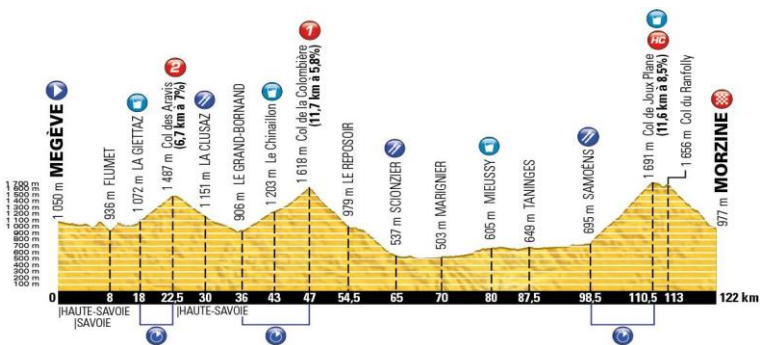 1 050 m MEGÈVE
936 m FLUMET
1 072 m LA GIETTAZ
2
1 487 m Col des Aravis
(6,7 km à 7%)
1 151 m LA CLUSAZ
906 m LE GRAND-BORNAND
1 203 m Le Chinaillon
1
1 618 m Col de la Colombière
(11,7 km à 5,8%)
979 m LE REPOSOIR
537 m SCIONZIER
503 m MARIGNIER
605 m MIEUSSY
649 m TANINGES
695 m SAMOËNS
HC
1 691 m Col de Joux Plane
(11,6 km à 8,5%)
1 656 m Col du Ranfolly
977 m MORZINE
1 700 m
1 600 m
1 500 m
1 400 m
1 300 m
1 200 m
1 100 m
1 000 m
900 m
800 m
700 m
600 m
500 m
400 m
300 m
200 m
100 m
0 8 18 22,5 30 36 43 47 54,5 65 70 80 87,5 98,5 110,5 113 122 km
|HAUTE-SAVOIE |HAUTE-SAVOIE
|SAVOIE